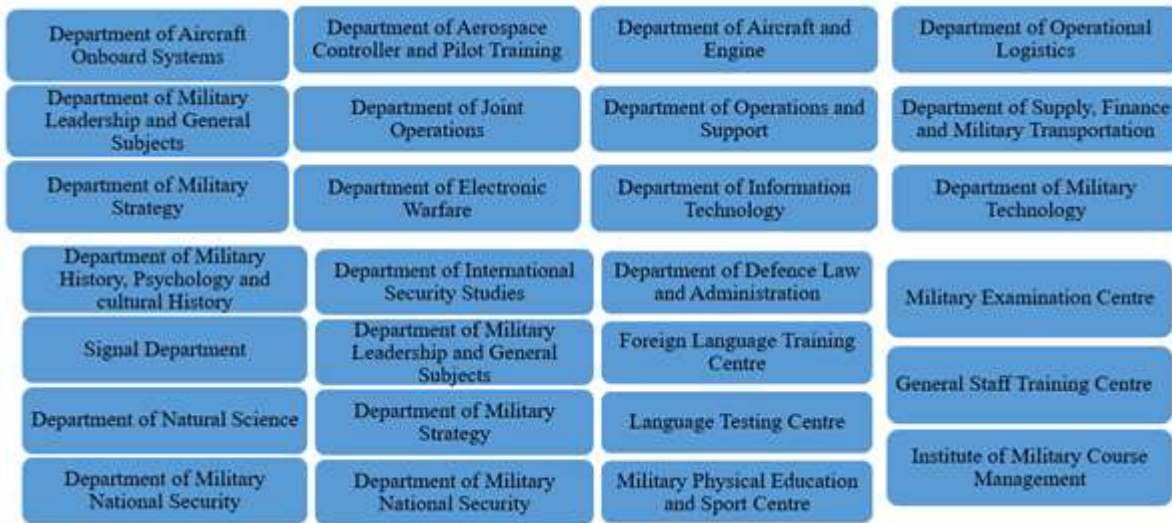 Department of Aircraft
Onboard Systems
Department of Aerospace
Controller and Pilot Training
Department of Aircraft and
Engine
Department of Operational
Logistics
Department of Military
Leadership and General
Subjects
Department of Joint
Operations
Department of Operations and
Support
Department of Supply, Finance
and Military Transportation
Department of Military
Strategy
Department of Electronic
Warfare
Department of Information
Technology
Department of Military
Technology
Department of Military
History, Psychology and
cultural History
Department of International
Security Studies
Department of Defence Law
and Administration
Military Examination Centre
Signal Department
Department of Military
Leadership and General
Subjects
Foreign Language Training
Centre
General Staff Training Centre
Department of Natural Science
Department of Military
Strategy
Language Testing Centre
Institute of Military Course
Management
Department of Military
National Security
Department of Military
National Security
Military Physical Education
and Sport Centre